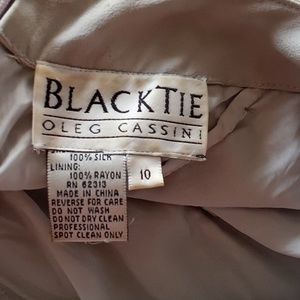 BLACKTIE
OLEG CASSINI
100% SILK
LINING:
100% RAYON
RN 62313
MADE IN CHINA
REVERSE FOR CARE
DO NOT WASH
DO NOT DRY CLEAN
PROFESSIONAL
SPOT CLEAN ONLY
10